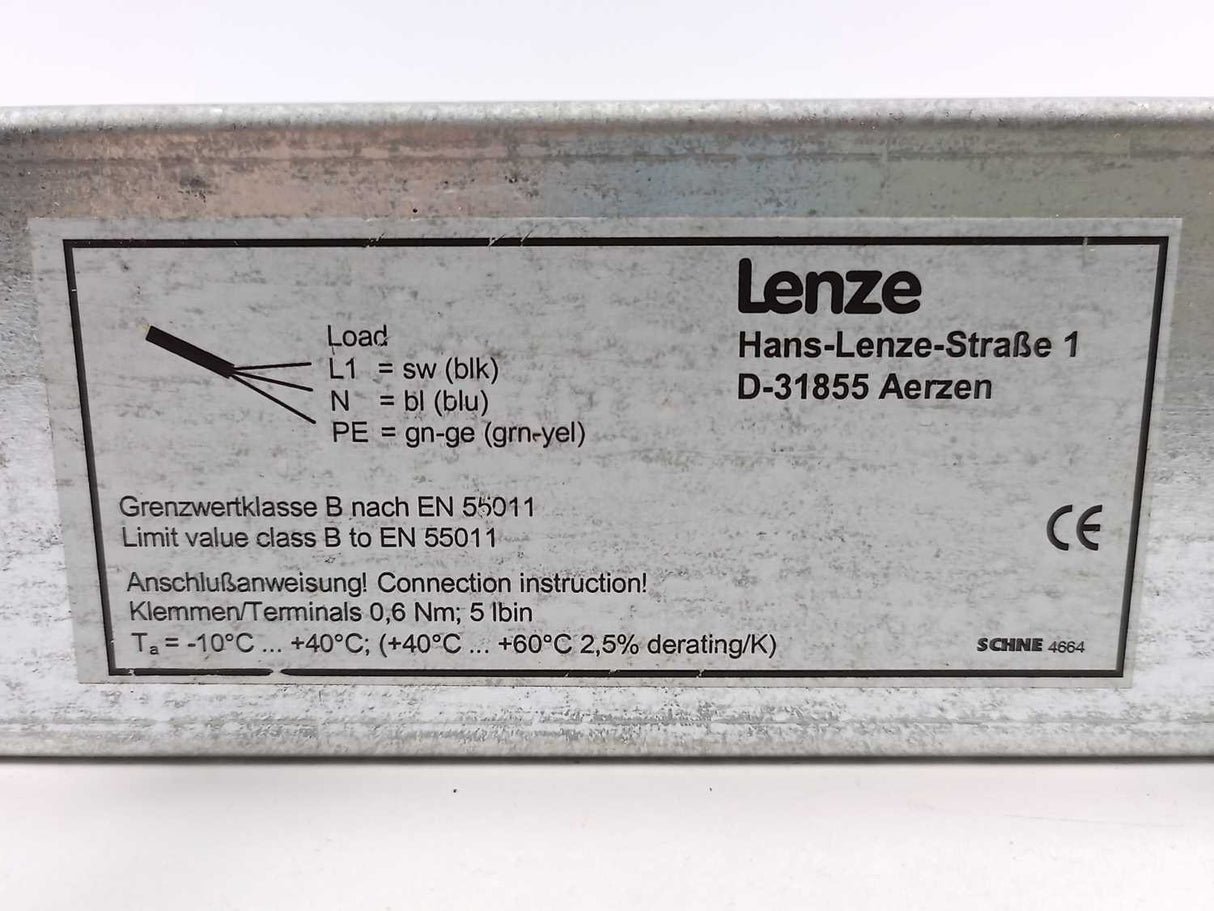 Lenze
Hans-Lenze-Straße 1
D-31855 Aerzen
Load
L1 = sw (blk)
N = bl (blu)
PE = gn-ge (grn-yel)
Grenzwertklasse B nach EN 55011
Limit value class B to EN 55011
Anschlußanweisung! Connection instruction!
Klemmen/Terminals 0,6 Nm; 5 lbin
Ta = -10°C ... +40°C; (+40°C ... +60°C 2,5% derating/K)
CE
SCHNE 4664